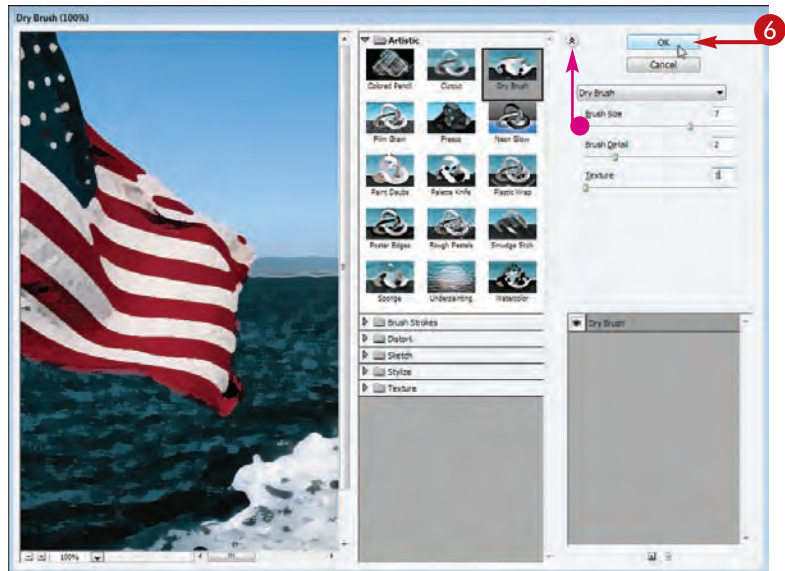 Dry Brush (100%)
Artistic
Colored Pencil
Cutout
Dry Brush
Film Grain
Fresco
Neon Glow
Paint Daubs
Palette Knife
Plastic Wrap
Poster Edges
Rough Pastels
Smudge Stick
Sponge
Underpainting
Watercolor
Brush Strokes
Distort
Sketch
Stylize
Texture
100%
OK
6
Cancel
Dry Brush
Brush Size 7
Brush Detail 2
Texture 1
Dry Brush